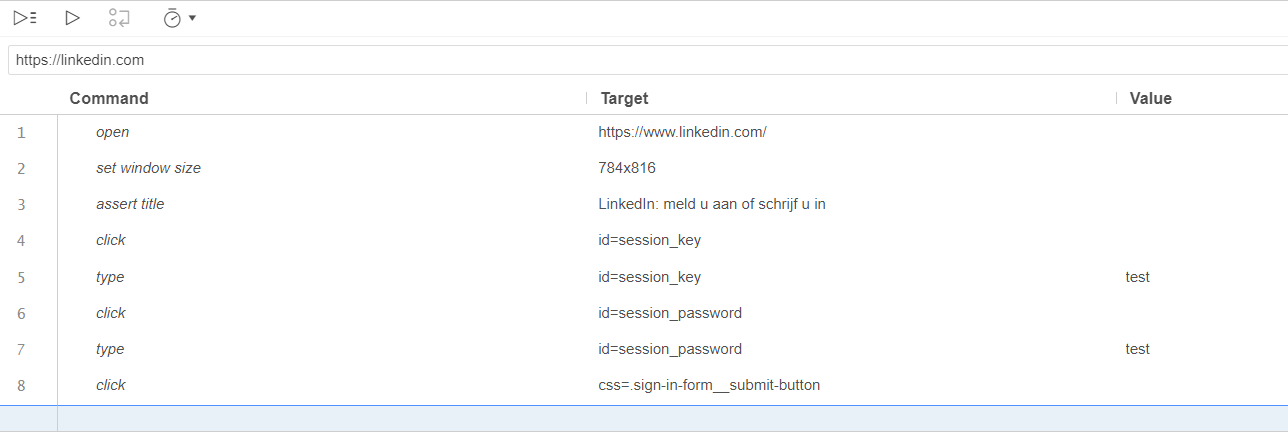 https://linkedin.com
Command Target Value
1 open https://www.linkedin.com/
2 set window size 784x816
3 assert title LinkedIn: meld u aan of schrijf u in
4 click id=session_key
5 type id=session_key test
6 click id=session_password
7 type id=session_password test
8 click css=.sign-in-form__submit-button